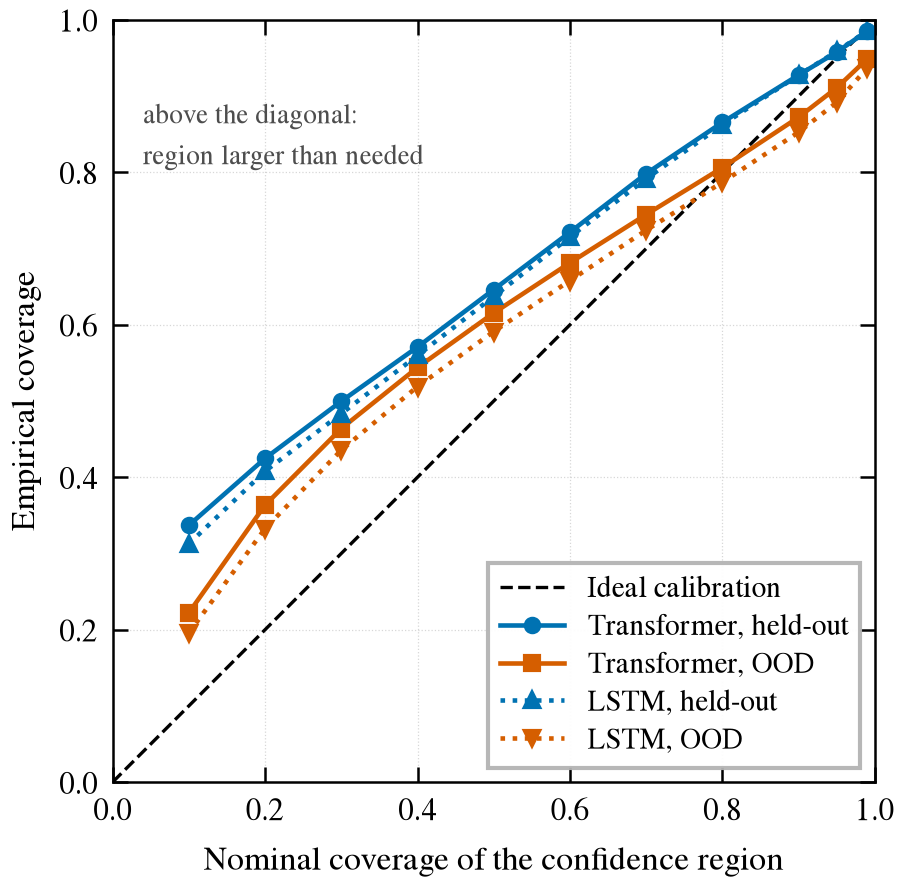 1.0
0.8
0.6
0.4
0.2
0.0
above the diagonal:
region larger than needed
Ideal calibration
Transformer, held-out
Transformer, OOD
LSTM, held-out
LSTM, OOD
0.0 0.2 0.4 0.6 0.8 1.0
Nominal coverage of the confidence region
Empirical coverage